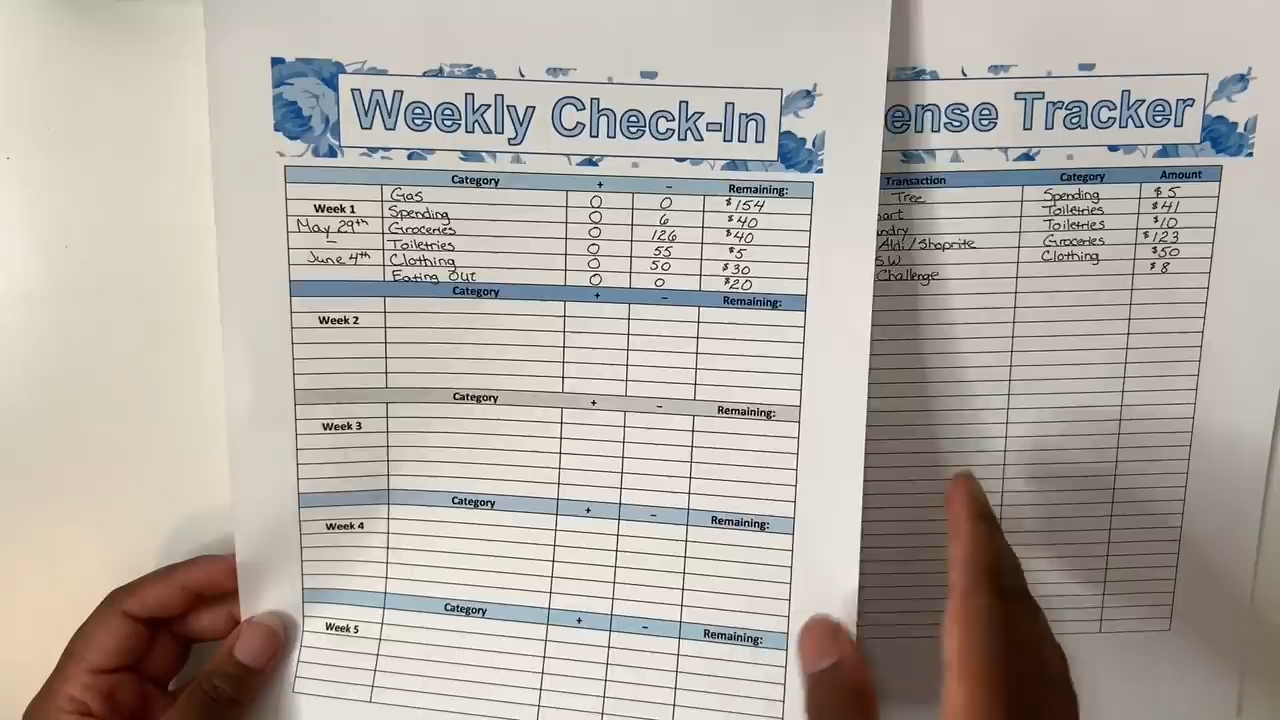 Weekly Check-In
Category + − Remaining:
Gas 0 0 $154
Week 1 Spending 0 6 $40
May 29th Groceries 0 126 $40
– Toiletries 0 55 $5
June 4th Clothing 0 50 $30
Eating Out 0 0 $20
Category + − Remaining:
Week 2
Category + − Remaining:
Week 3
Category + − Remaining:
Week 4
Category + − Remaining:
Week 5
ense Tracker
Transaction Category Amount
Tree Spending $5
art Toiletries $41
ndry Toiletries $10
Aldi/Shoprite Groceries $123
S.W Clothing $50
Challenge $8